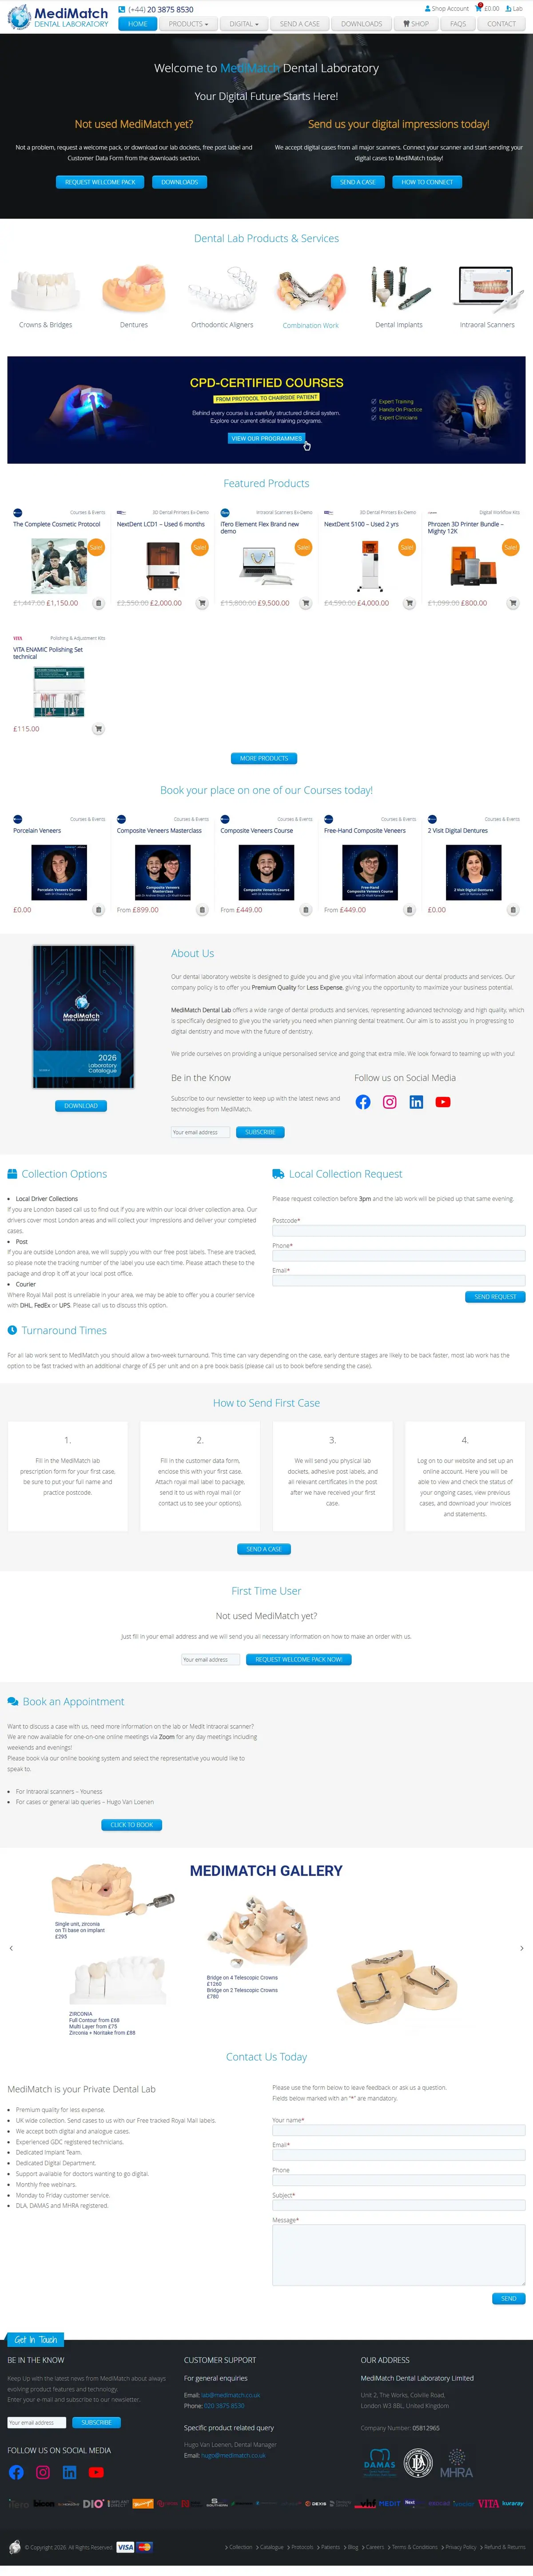 MediMatch
DENTAL LABORATORY
(+44) 20 3875 8530
Shop Account
£0.00
Lab
HOME
PRODUCTS
DIGITAL
SEND A CASE
DOWNLOADS
SHOP
FAQS
CONTACT
Welcome to MediMatch Dental Laboratory
Your Digital Future Starts Here!
Not used MediMatch yet?
Not a problem, request a welcome pack, or download our lab dockets, free post label and
Customer Data Form from the downloads section.
REQUEST WELCOME PACK
DOWNLOADS
Send us your digital impressions today!
We accept digital cases from all major scanners. Connect your scanner and start sending your
digital cases to MediMatch today!
SEND A CASE
HOW TO CONNECT
Dental Lab Products & Services
Crowns & Bridges
Dentures
Orthodontic Aligners
Combination Work
Dental Implants
Intraoral Scanners
CPD-CERTIFIED COURSES
FROM PROTOCOL TO CHAIRSIDE PATIENT
Behind every course is a carefully structured clinical system.
Explore our current clinical training programs.
VIEW OUR PROGRAMMES
Expert Training
Hands-On Practice
Expert Clinicians
Featured Products
Courses & Events
The Complete Cosmetic Protocol
Sale!
£1,447.00 £1,150.00
3D Dental Printers Ex-Demo
NextDent LCD1 – Used 6 months
Sale!
£2,550.00 £2,000.00
Intraoral Scanners Ex-Demo
iTero Element Flex Brand new
demo
Sale!
£15,800.00 £9,500.00
3D Dental Printers Ex-Demo
NextDent 5100 – Used 2 yrs
Sale!
£4,590.00 £4,000.00
Digital Workflow Kits
Phrozen 3D Printer Bundle –
Mighty 12K
Sale!
£1,099.00 £800.00
VITA
Polishing & Adjustment Kits
VITA ENAMIC Polishing Set
technical
£115.00
MORE PRODUCTS
Book your place on one of our Courses today!
Courses & Events
Porcelain Veneers
Porcelain Veneers Course
£0.00
Courses & Events
Composite Veneers Masterclass
Composite Veneers
Masterclass
From £899.00
Courses & Events
Composite Veneers Course
Composite Veneers Course
From £449.00
Courses & Events
Free-Hand Composite Veneers
Free-Hand
Composite Veneers Course
From £449.00
Courses & Events
2 Visit Digital Dentures
2 Visit Digital Dentures
£0.00
MediMatch
DENTAL LABORATORY
2026
Laboratory
Catalogue
DOWNLOAD
About Us
Our dental laboratory website is designed to guide you and give you vital information about our dental products and services. Our
company policy is to offer you Premium Quality for Less Expense, giving you the opportunity to maximize your business potential.
MediMatch Dental Lab offers a wide range of dental products and services, representing advanced technology and high quality, which
is specifically designed to give you the variety you need when planning dental treatment. Our aim is to assist you in progressing to
digital dentistry and move with the future of dentistry.
We pride ourselves on providing a unique personalised service and going that extra mile. We look forward to teaming up with you!
Be in the Know
Subscribe to our newsletter to keep up with the latest news and
technologies from MediMatch.
Your email address
SUBSCRIBE
Follow us on Social Media
Collection Options
Local Driver Collections
If you are London based call us to find out if you are within our local driver collection area. Our
drivers cover most London areas and will collect your impressions and deliver your completed
cases.
Post
If you are outside London area, we will supply you with our free post labels. These are tracked,
so please note the tracking number of the label you use each time. Please attach these to the
package and drop it off at your local post office.
Courier
Where Royal Mail post is unreliable in your area, we may be able to offer you a courier service
with DHL, FedEx or UPS. Please call us to discuss this option.
Local Collection Request
Please request collection before 3pm and the lab work will be picked up that same evening.
Postcode*
Phone*
Email*
SEND REQUEST
Turnaround Times
For all lab work sent to MediMatch you should allow a two-week turnaround. This time can vary depending on the case, early denture stages are likely to be back faster, most lab work has the
option to be fast tracked with an additional charge of £5 per unit and on a pre book basis (please call us to book before sending the case).
How to Send First Case
1.
Fill in the MediMatch lab
prescription form for your first case,
be sure to put your full name and
practice postcode.
2.
Fill in the customer data form,
enclose this with your first case.
Attach royal mail label to package,
send it to us with royal mail (or
contact us to see your options).
3.
We will send you physical lab
dockets, adhesive post labels, and
all relevant certificates in the post
after we have received your first
case.
4.
Log on to our website and set up an
online account. Here you will be
able to view and check the status of
your ongoing cases, view previous
cases, and download your invoices
and statements.
SEND A CASE
First Time User
Not used MediMatch yet?
Just fill in your email address and we will send you all necessary information on how to make an order with us.
Your email address
REQUEST WELCOME PACK NOW!
Book an Appointment
Want to discuss a case with us, need more information on the lab or Medit Intraoral scanner?
We are now available for one-on-one online meetings via Zoom for any day meetings including
weekends and evenings!
Please book via our online booking system and select the representative you would like to
speak to.
For Intraoral scanners – Youness
For cases or general lab queries – Hugo Van Loenen
CLICK TO BOOK
MEDIMATCH GALLERY
Single unit, zirconia
on Ti base on implant
£295
Bridge on 4 Telescopic Crowns
£1260
Bridge on 2 Telescopic Crowns
£780
ZIRCONIA
Full Contour from £68
Multi Layer from £75
Zirconia + Noritake from £88
Contact Us Today
MediMatch is your Private Dental Lab
Premium quality for less expense.
UK wide collection. Send cases to us with our Free tracked Royal Mail labels.
We accept both digital and analogue cases.
Experienced GDC registered technicians.
Dedicated Implant Team.
Dedicated Digital Department.
Support available for doctors wanting to go digital.
Monthly free webinars.
Monday to Friday customer service.
DLA, DAMAS and MHRA registered.
Please use the form below to leave feedback or ask us a question.
Fields below marked with an "*" are mandatory.
Your name*
Email*
Phone
Subject*
Message*
SEND
Get In Touch
BE IN THE KNOW
Keep Up with the latest news from MediMatch about always
evolving product features and technology.
Enter your e-mail and subscribe to our newsletter.
Your email address
SUBSCRIBE
FOLLOW US ON SOCIAL MEDIA
CUSTOMER SUPPORT
For general enquiries
Email: lab@medimatch.co.uk
Phone: 020 3875 8530
Specific product related query
Hugo Van Loenen, Dental Manager
Email: hugo@medimatch.co.uk
OUR ADDRESS
MediMatch Dental Laboratory Limited
Unit 2, The Works, Colville Road,
London W3 8BL, United Kingdom
Company Number: 05812965
DAMAS
DLA
MHRA
iTero
bicon
DIO
DEXIS
vhf
MEDIT
VITA
kuraray
© Copyright 2026. All Rights Reserved.
VISA
Collection
Catalogue
Protocols
Patients
Blog
Careers
Terms & Conditions
Privacy Policy
Refund & Returns